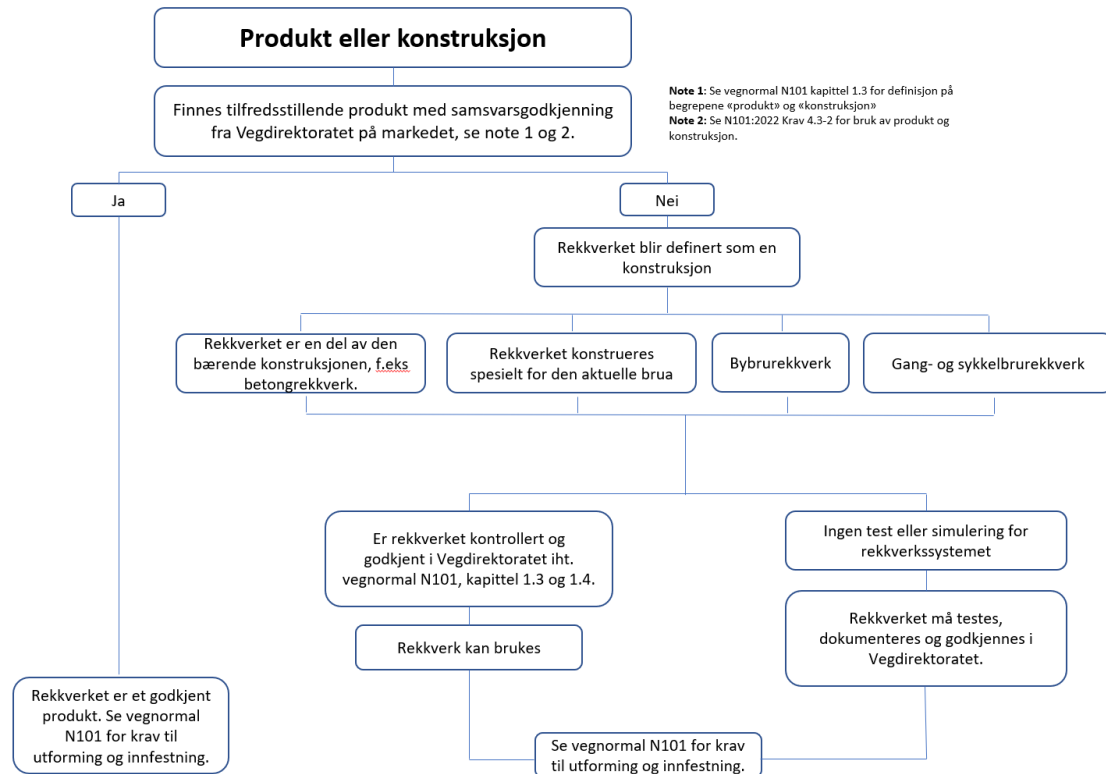 Produkt eller konstruksjon
Finnes tilfredsstillende produkt med samsvarsgodkjenning
fra Vegdirektoratet på markedet, se note 1 og 2.
Note 1: Se vegnormal N101 kapittel 1.3 for definisjon på
begrepene «produkt» og «konstruksjon»
Note 2: Se N101:2022 Krav 4.3-2 for bruk av produkt og
konstruksjon.
Ja
Nei
Rekkverket blir definert som en
konstruksjon
Rekkverket er en del av den
bærende konstruksjonen, f.eks
betongrekkverk.
Rekkverket konstrueres
spesielt for den aktuelle brua
Bybrurekkverk
Gang- og sykkelbrurekkverk
Er rekkverket kontrollert og
godkjent i Vegdirektoratet iht.
vegnormal N101, kapittel 1.3 og 1.4.
Ingen test eller simulering for
rekkverkssystemet
Rekkverk kan brukes
Rekkverket må testes,
dokumenteres og godkjennes i
Vegdirektoratet.
Rekkverket er et godkjent
produkt. Se vegnormal
N101 for krav til
utforming og innfestning.
Se vegnormal N101 for krav
til utforming og innfestning.